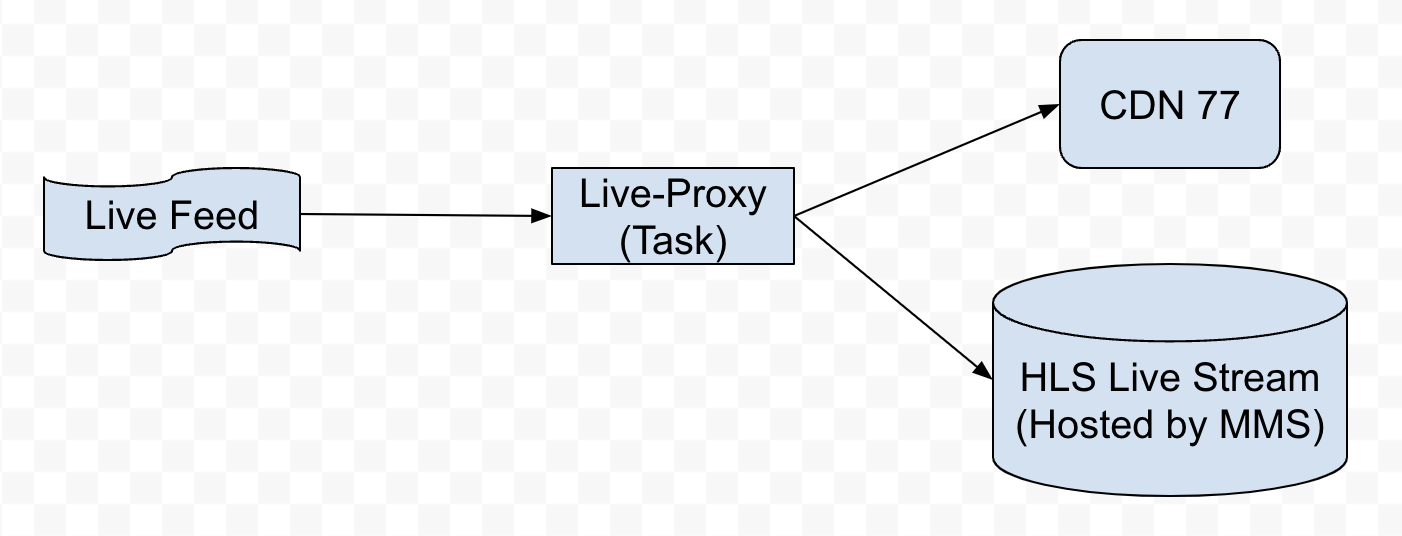 Live Feed
Live-Proxy
(Task)
CDN 77
HLS Live Stream
(Hosted by MMS)